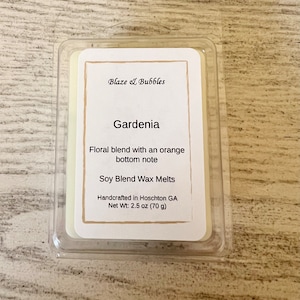 Blaze & Bubbles
Gardenia
Floral blend with an orange
bottom note
Soy Blend Wax Melts
Handcrafted in Hoschton GA
Net Wt: 2.5 oz (70 g)